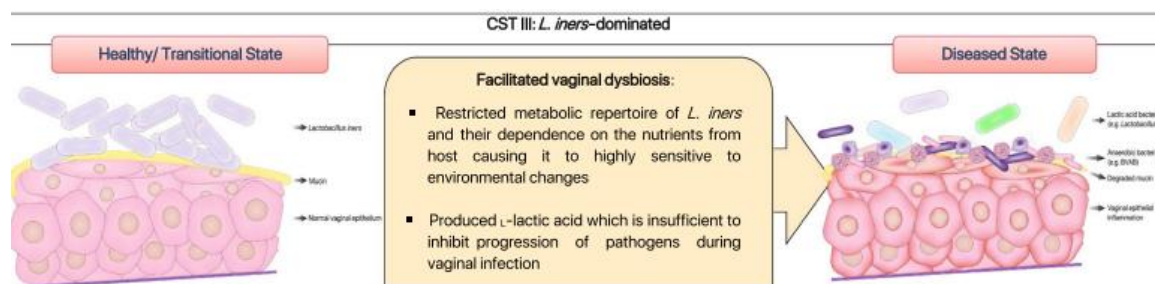 CST III: L. iners-dominated
Healthy/ Transitional State
Lactobacillus iners
Mucin
Normal vaginal epithelium
Facilitated vaginal dysbiosis:
▪ Restricted metabolic repertoire of L. iners
and their dependence on the nutrients from
host causing it to highly sensitive to
environmental changes
▪ Produced L-lactic acid which is insufficient to
inhibit progression of pathogens during
vaginal infection
Diseased State
Lactic acid bacter
(e.g. Lactobacillus
Anaerobic bacter
(e.g. BVAB)
Degraded mucin
Vaginal epithelial
inflammation